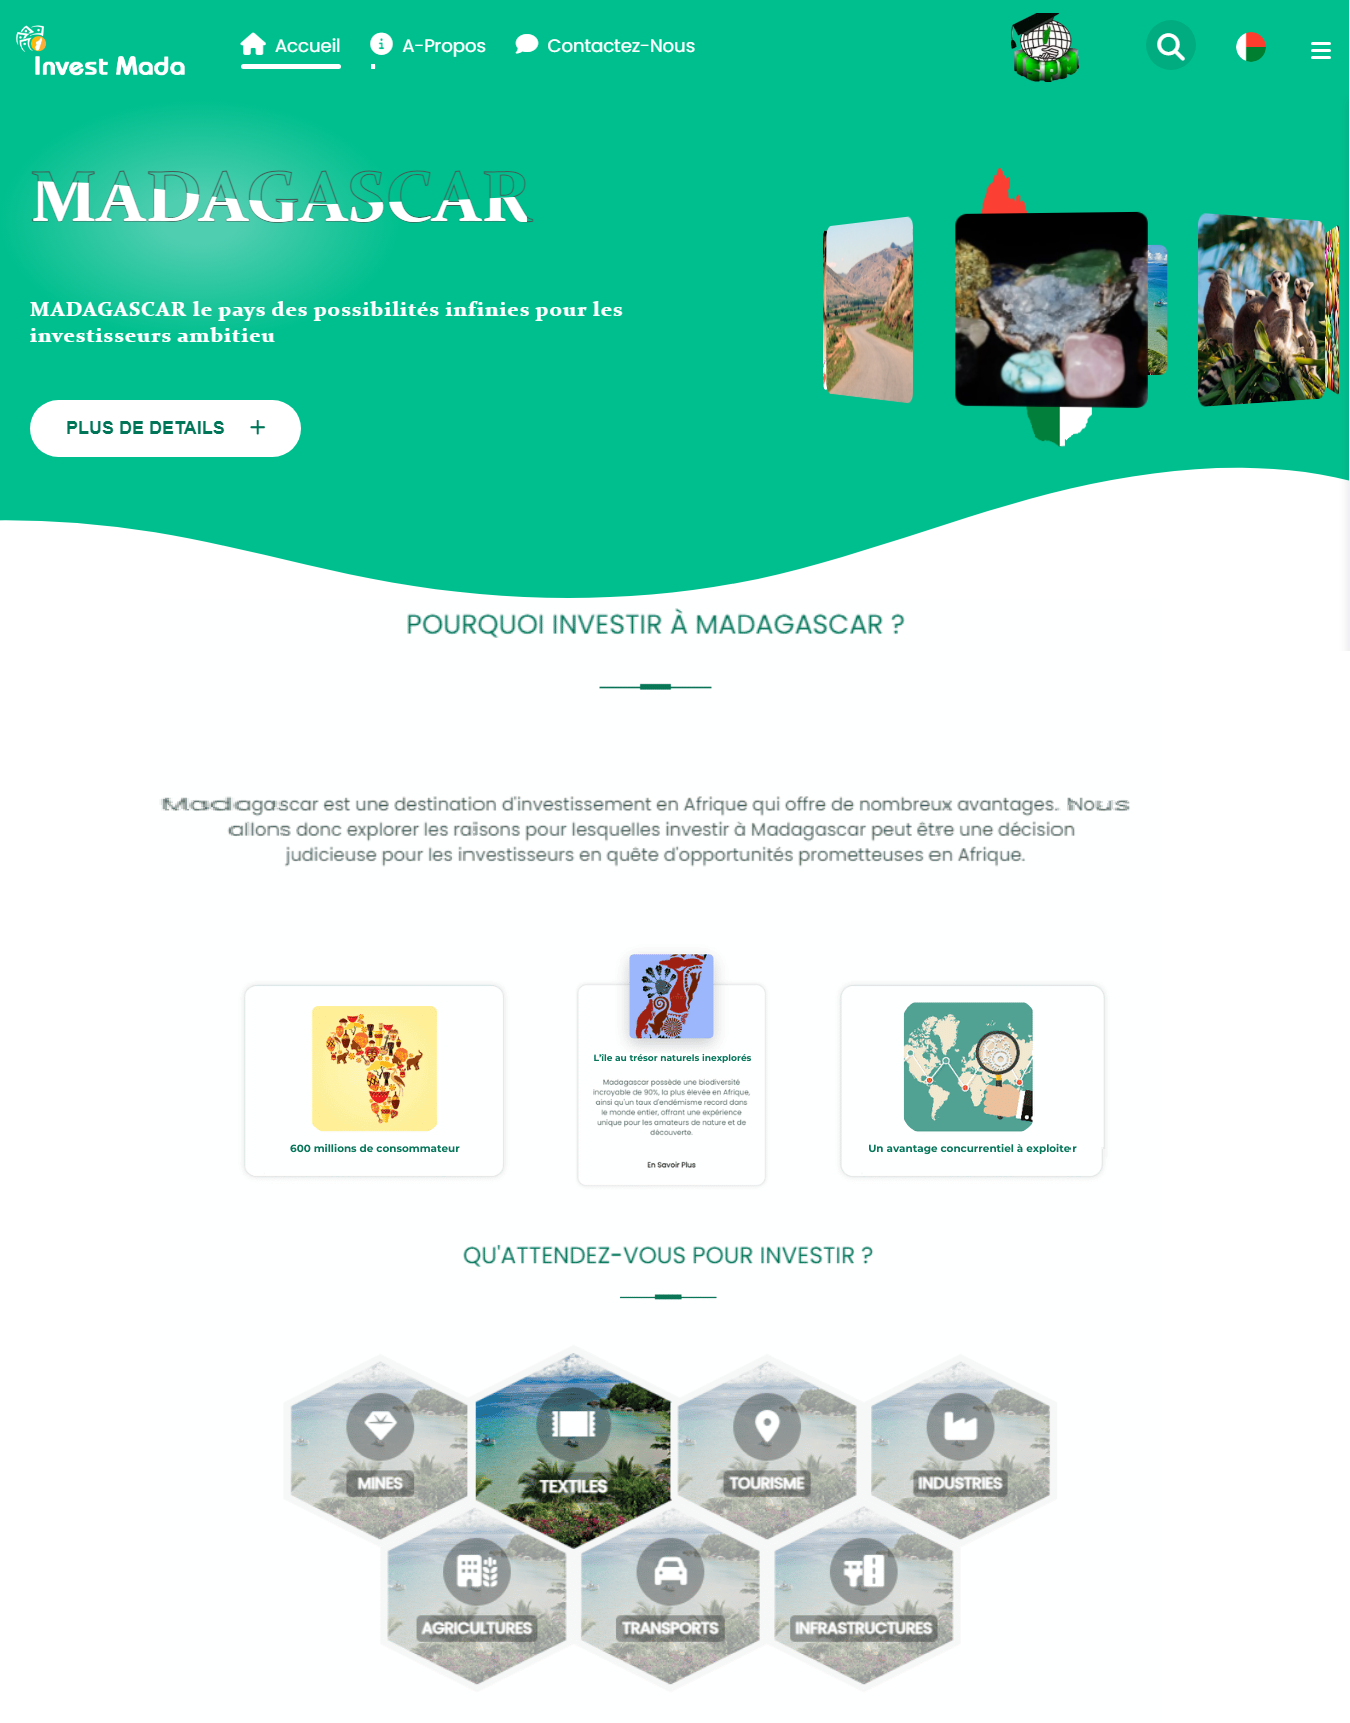 Invest Mada
Accueil
A-Propos
Contactez-Nous
MADAGASCAR
MADAGASCAR le pays des possibilités infinies pour les
investisseurs ambitieu
PLUS DE DETAILS +
POURQUOI INVESTIR À MADAGASCAR ?
Madagascar est une destination d'investissement en Afrique qui offre de nombreux avantages. Nous
allons donc explorer les raisons pour lesquelles investir à Madagascar peut être une décision
judicieuse pour les investisseurs en quête d'opportunités prometteuses en Afrique.
600 millions de consommateur
L'île au trésor naturels inexplorés
Madagascar possède une biodiversité
incroyable de 90%, la plus élevée en Afrique,
ainsi qu'un taux d'endémisme record dans
le monde entier, offrant une expérience
unique pour les amateurs de nature et de
découverte.
En Savoir Plus
Un avantage concurrentiel à exploiter
QU'ATTENDEZ-VOUS POUR INVESTIR ?
MINES
TEXTILES
TOURISME
INDUSTRIES
AGRICULTURES
TRANSPORTS
INFRASTRUCTURES